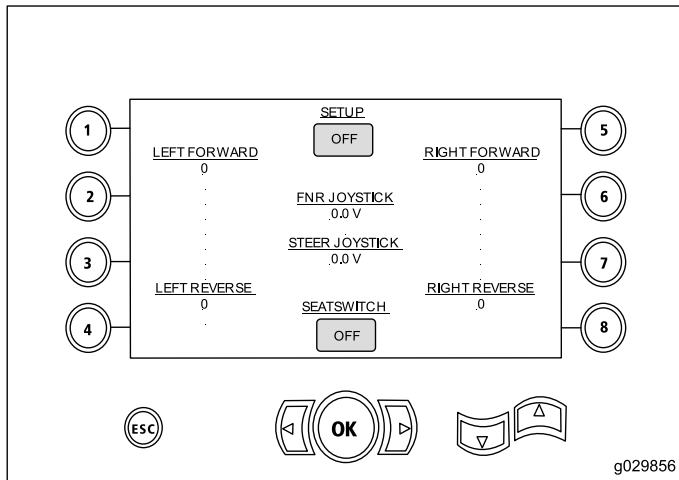 SETUP
1 OFF 5
LEFT FORWARD RIGHT FORWARD
0 0
2 FNR JOYSTICK 6
0.0 V
STEER JOYSTICK
3 0.0 V 7
LEFT REVERSE RIGHT REVERSE
0 SEATSWITCH 0
4 OFF 8
ESC OK
g029856